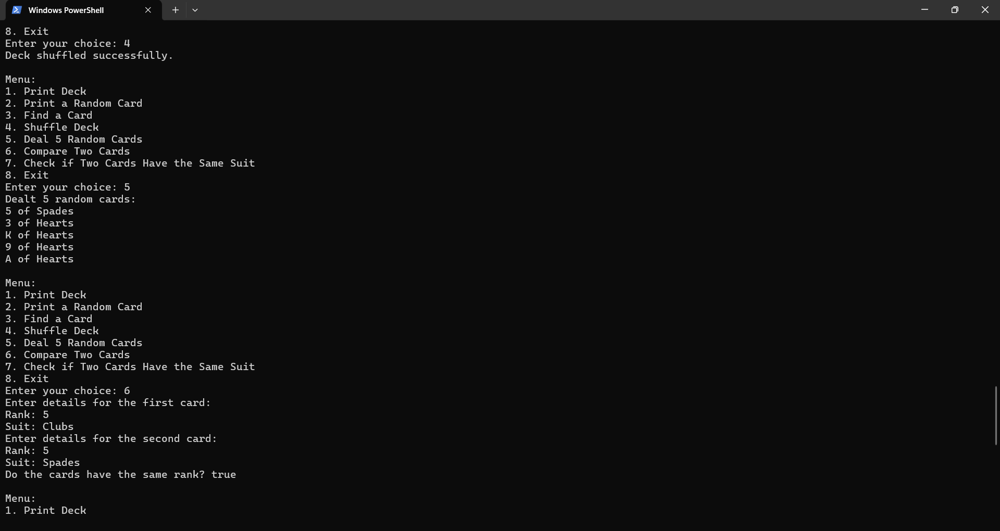 Windows PowerShell
8. Exit
Enter your choice: 4
Deck shuffled successfully.
Menu:
1. Print Deck
2. Print a Random Card
3. Find a Card
4. Shuffle Deck
5. Deal 5 Random Cards
6. Compare Two Cards
7. Check if Two Cards Have the Same Suit
8. Exit
Enter your choice: 5
Dealt 5 random cards:
5 of Spades
3 of Hearts
K of Hearts
9 of Hearts
A of Hearts
Menu:
1. Print Deck
2. Print a Random Card
3. Find a Card
4. Shuffle Deck
5. Deal 5 Random Cards
6. Compare Two Cards
7. Check if Two Cards Have the Same Suit
8. Exit
Enter your choice: 6
Enter details for the first card:
Rank: 5
Suit: Clubs
Enter details for the second card:
Rank: 5
Suit: Spades
Do the cards have the same rank? true
Menu:
1. Print Deck